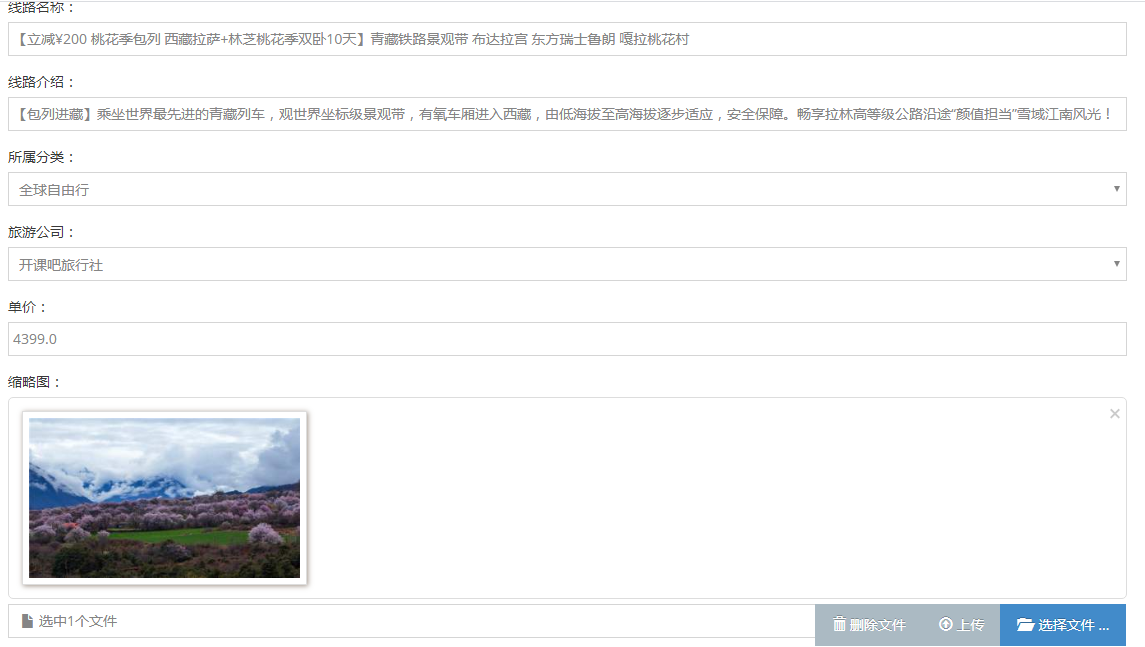 线路名称：
【立减¥200 桃花季包列 西藏拉萨+林芝桃花季双卧10天】青藏铁路景观带 布达拉宫 东方瑞士鲁朗 嘎拉桃花村
线路介绍：
【包列进藏】乘坐世界最先进的青藏列车，观世界坐标级景观带，有氧车厢进入西藏，由低海拔至高海拔逐步适应，安全保障。畅享拉林高等级公路沿途“颜值担当”雪域江南风光！
所属分类：
全球自由行
旅游公司：
开课吧旅行社
单价：
4399.0
缩略图：
选中1个文件 删除文件 上传 选择文件 ...